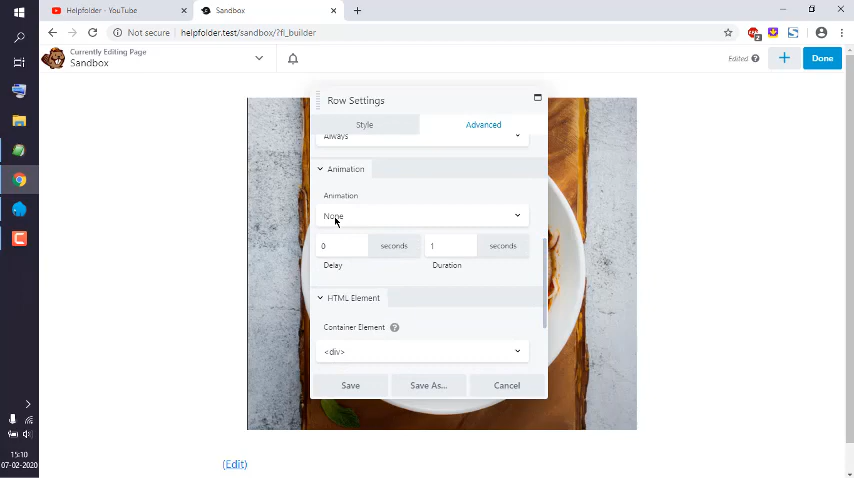 Helpfolder - YouTube
Sandbox
Not secure
helpfolder.test/sandbox/?fl_builder
2
Currently Editing Page
Sandbox
Edited
Done
Row Settings
Style
Advanced
Always
Animation
Animation
None
0 seconds
1 seconds
Delay
Duration
HTML Element
Container Element
<div>
Save
Save As...
Cancel
(Edit)
15:10
07-02-2020